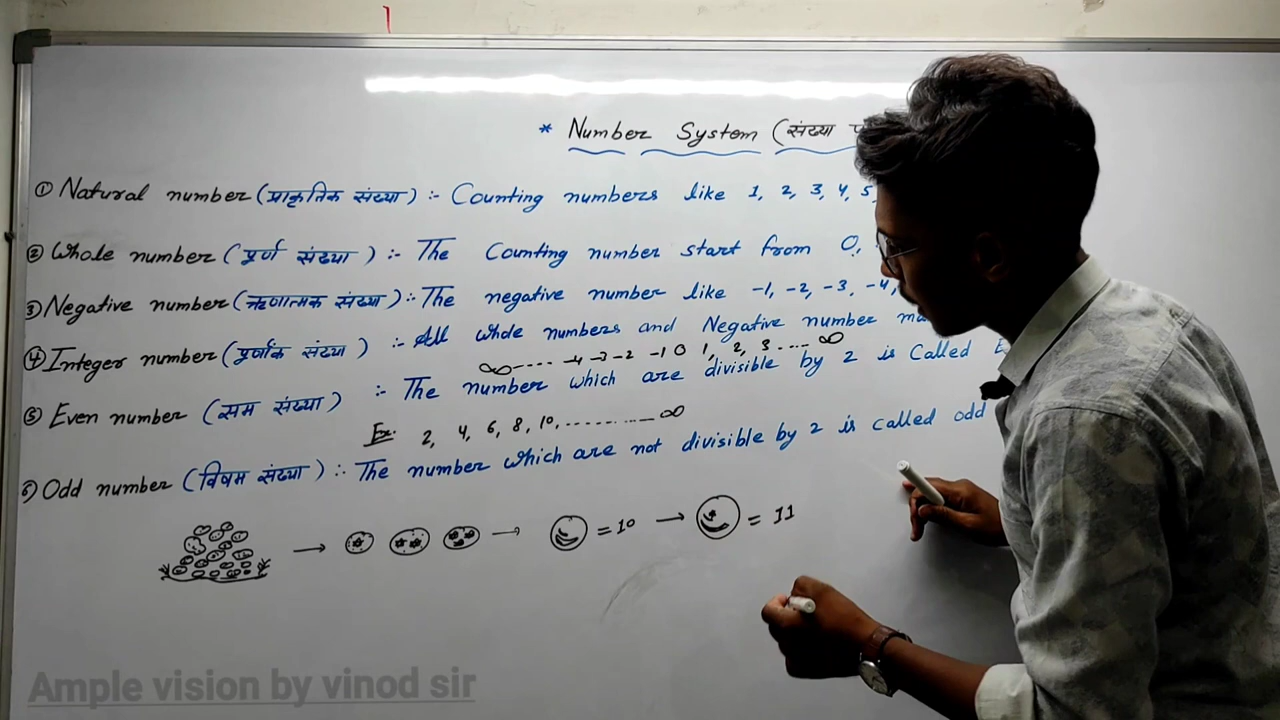 * Number System (संख्या
① Natural number (प्राकृतिक संख्या) :- Counting numbers like 1, 2, 3, 4, 5,
② Whole number (पूर्ण संख्या) :- The Counting number start from 0,
③ Negative number (ऋणात्मक संख्या) :- The negative number like -1, -2, -3, -4,
④ Integer number (पूर्णांक संख्या) :- All whole numbers and Negative number
∞---- -4 -3 -2 -1 0 1, 2, 3 .... ∞
⑤ Even number (सम संख्या) :- The number which are divisible by 2 is Called
Ex:- 2, 4, 6, 8, 10, ............ ∞
⑥ Odd number (विषम संख्या) :- The number which are not divisible by 2 is called odd
= 10 → = 11
Ample vision by vinod sir